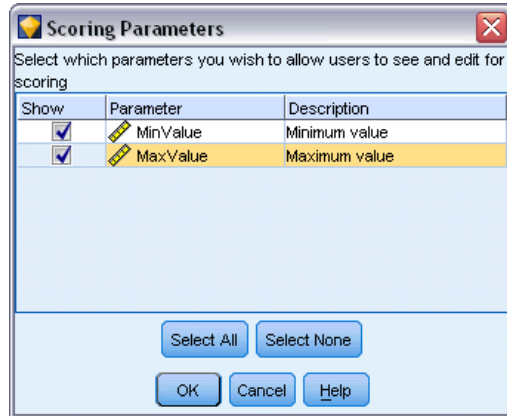 Scoring Parameters
Select which parameters you wish to allow users to see and edit for
scoring
Show Parameter Description
MinValue Minimum value
MaxValue Maximum value
Select All Select None
OK Cancel Help